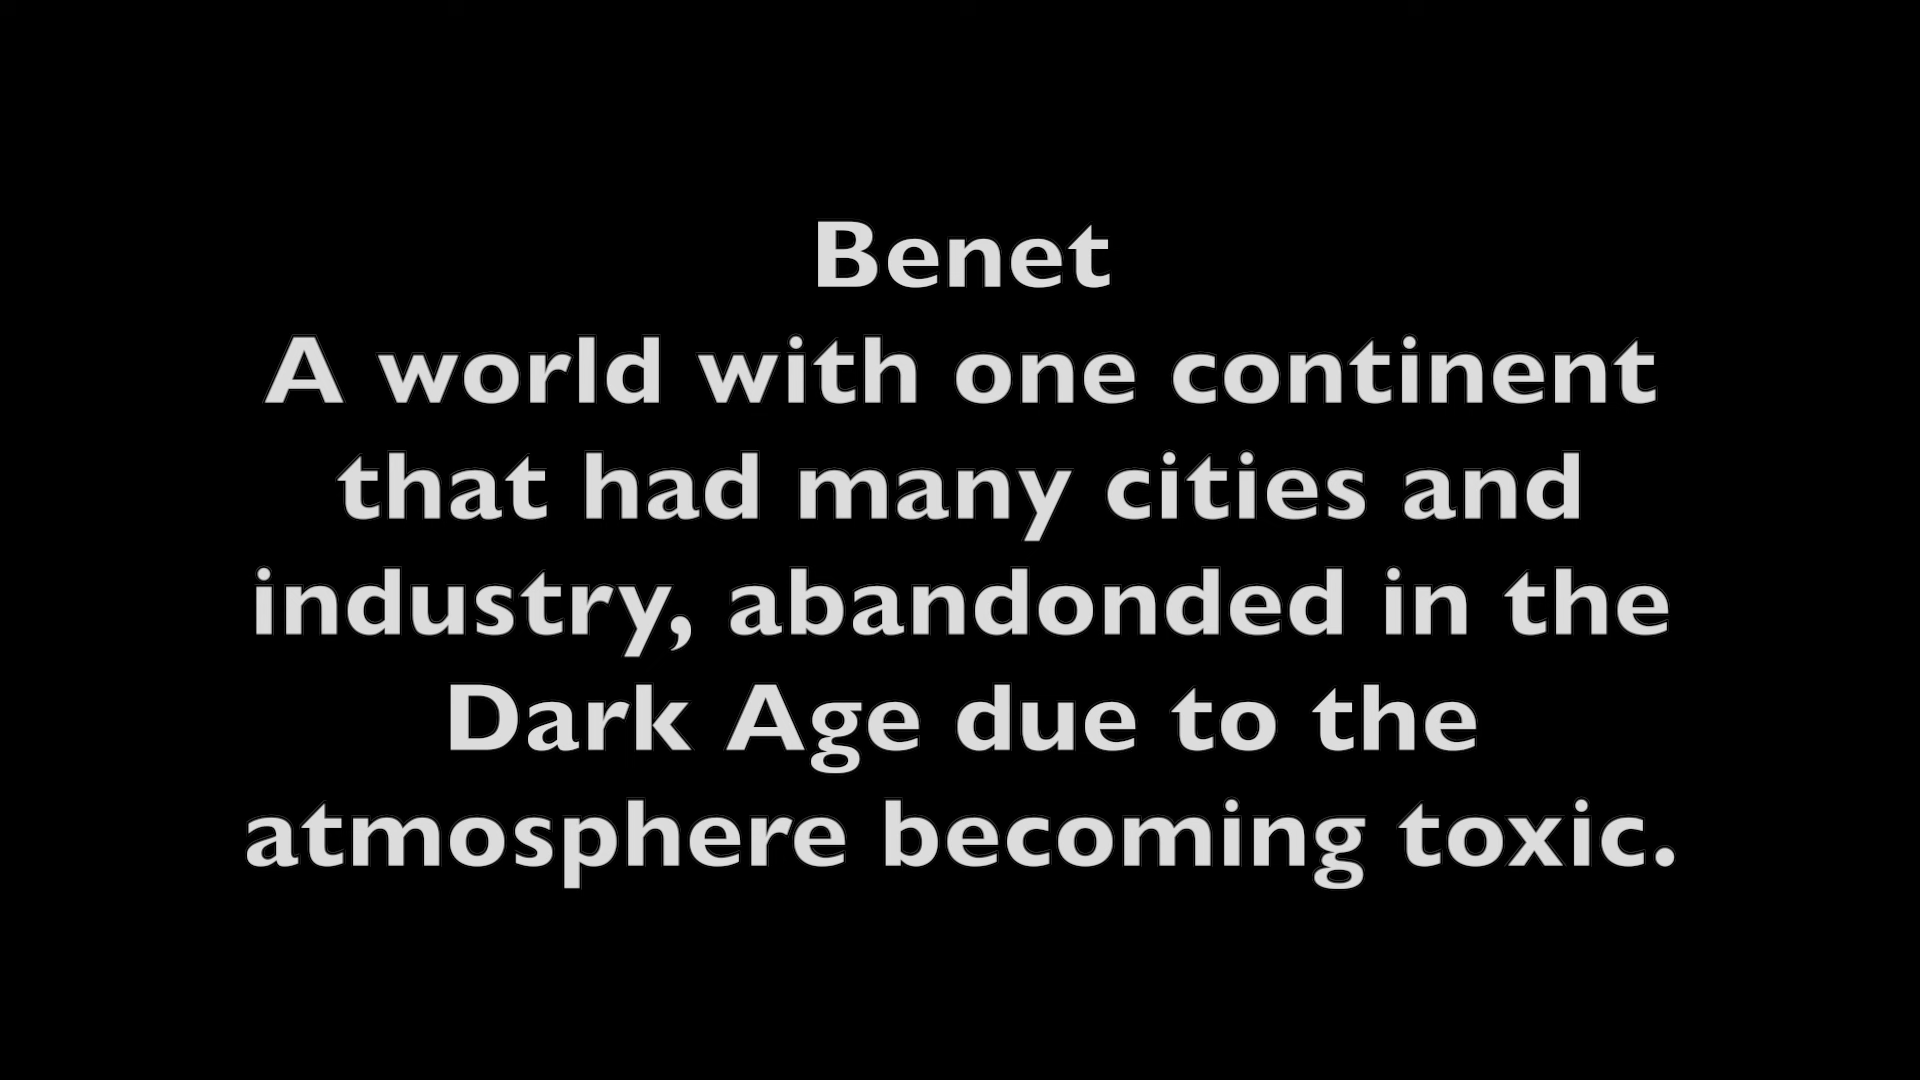 Benet
A world with one continent
that had many cities and
industry, abandonded in the
Dark Age due to the
atmosphere becoming toxic.